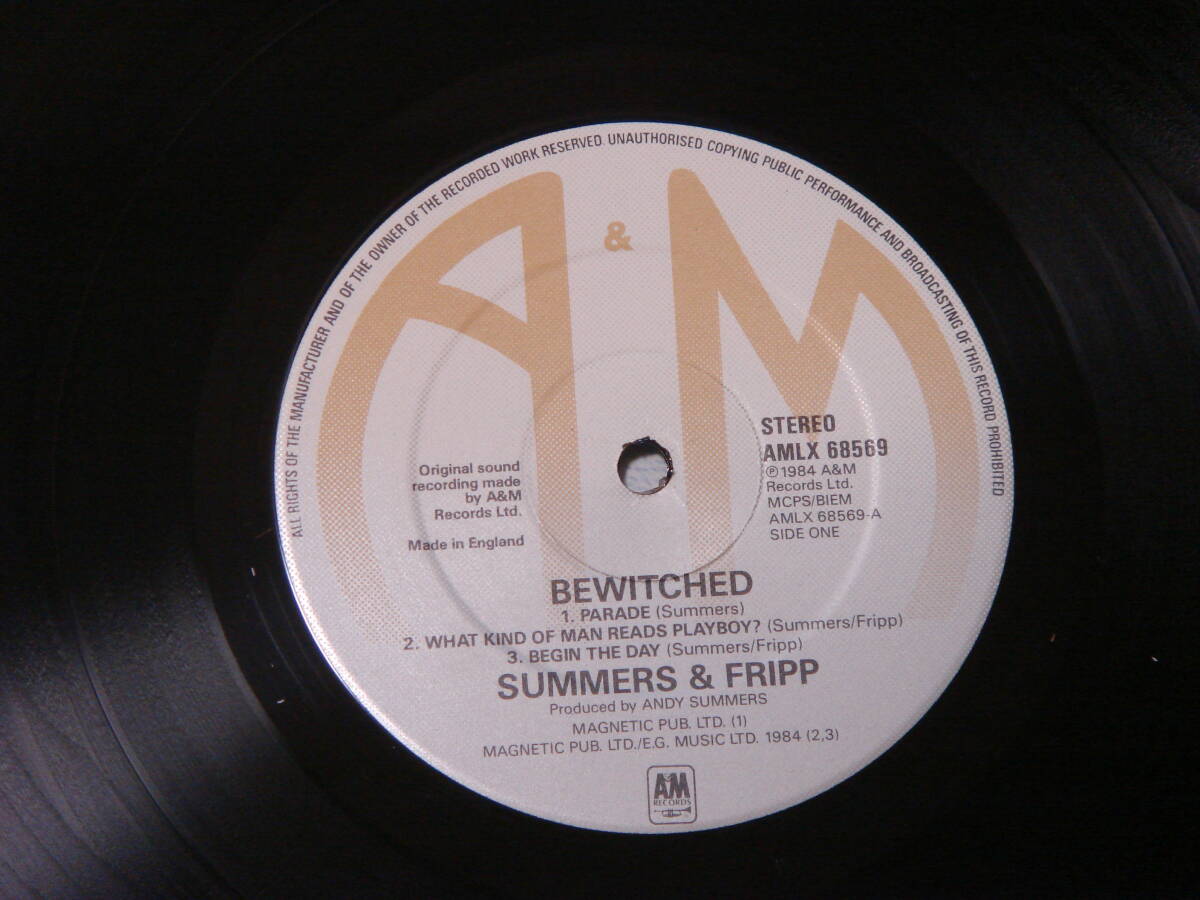 ALL RIGHTS OF THE MANUFACTURER AND OF THE OWNER OF THE RECORDED WORK RESERVED. UNAUTHORISED COPYING PUBLIC PERFORMANCE AND BROADCASTING OF THIS RECORD PROHIBITED
A & M
Original sound
recording made
by A&M
Records Ltd.
Made in England
STEREO
AMLX 68569
℗ 1984 A&M
Records Ltd.
MCPS/BIEM
AMLX 68569-A
SIDE ONE
BEWITCHED
1. PARADE (Summers)
2. WHAT KIND OF MAN READS PLAYBOY? (Summers/Fripp)
3. BEGIN THE DAY (Summers/Fripp)
SUMMERS & FRIPP
Produced by ANDY SUMMERS
MAGNETIC PUB. LTD. (1)
MAGNETIC PUB. LTD./E.G. MUSIC LTD. 1984 (2,3)
AM
RECORDS